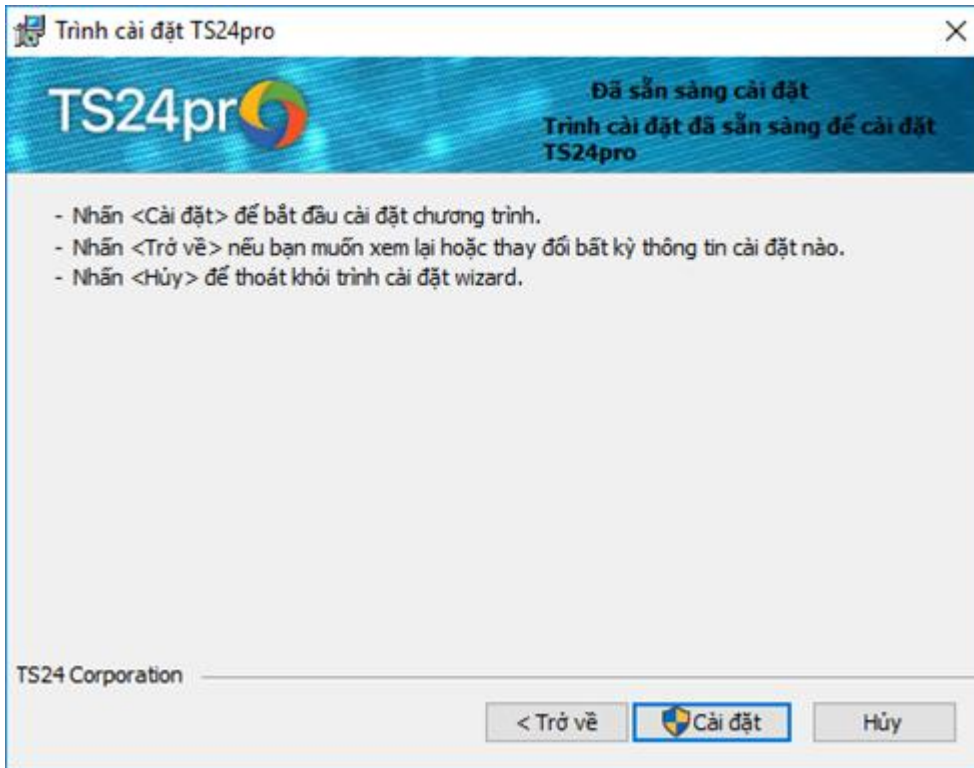 Trình cài đặt TS24pro
TS24pro
Đã sẵn sàng cài đặt
Trình cài đặt đã sẵn sàng để cài đặt
TS24pro
- Nhấn <Cài đặt> để bắt đầu cài đặt chương trình.
- Nhấn <Trở về> nếu bạn muốn xem lại hoặc thay đổi bất kỳ thông tin cài đặt nào.
- Nhấn <Hủy> để thoát khỏi trình cài đặt wizard.
TS24 Corporation
< Trở về
Cài đặt
Hủy